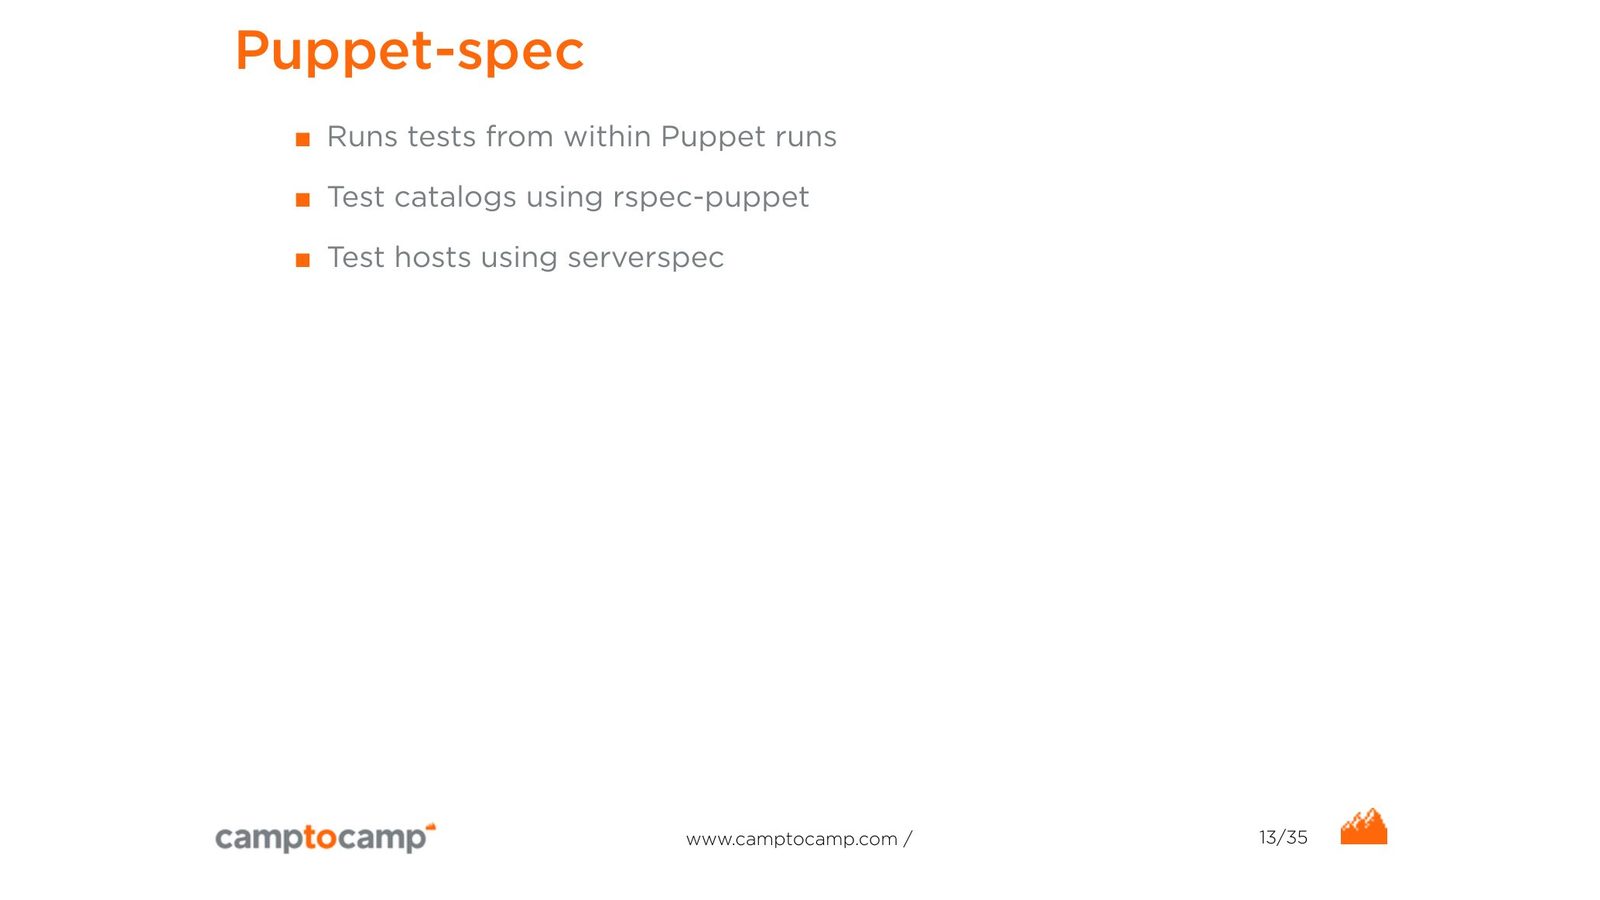 Puppet-spec
Runs tests from within Puppet runs
Test catalogs using rspec-puppet
Test hosts using serverspec
camptocamp
www.camptocamp.com /
13/35